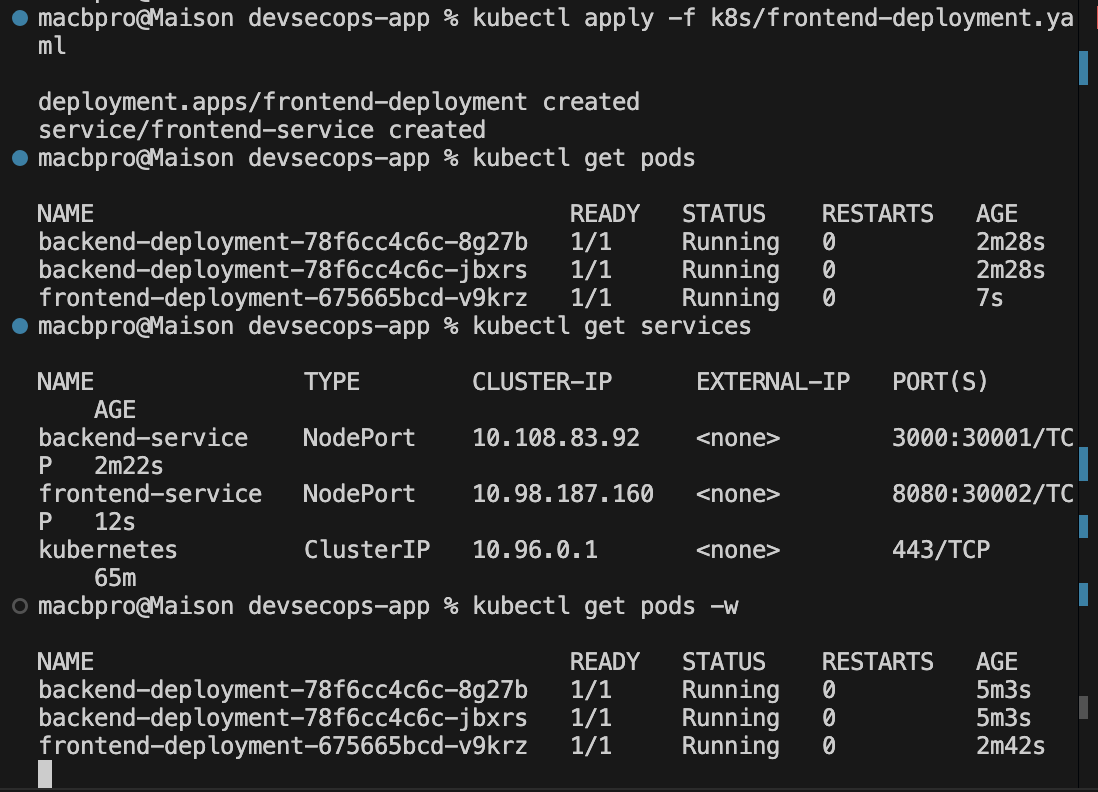 macbpro@Maison devsecops-app % kubectl apply -f k8s/frontend-deployment.ya
ml
deployment.apps/frontend-deployment created
service/frontend-service created
macbpro@Maison devsecops-app % kubectl get pods
NAME                                  READY   STATUS    RESTARTS   AGE
backend-deployment-78f6cc4c6c-8g27b   1/1     Running   0          2m28s
backend-deployment-78f6cc4c6c-jbxrs   1/1     Running   0          2m28s
frontend-deployment-675665bcd-v9krz   1/1     Running   0          7s
macbpro@Maison devsecops-app % kubectl get services
NAME               TYPE        CLUSTER-IP      EXTERNAL-IP   PORT(S)
    AGE
backend-service    NodePort    10.108.83.92    <none>        3000:30001/TC
P   2m22s
frontend-service   NodePort    10.98.187.160   <none>        8080:30002/TC
P   12s
kubernetes         ClusterIP   10.96.0.1       <none>        443/TCP
    65m
macbpro@Maison devsecops-app % kubectl get pods -w
NAME                                  READY   STATUS    RESTARTS   AGE
backend-deployment-78f6cc4c6c-8g27b   1/1     Running   0          5m3s
backend-deployment-78f6cc4c6c-jbxrs   1/1     Running   0          5m3s
frontend-deployment-675665bcd-v9krz   1/1     Running   0          2m42s